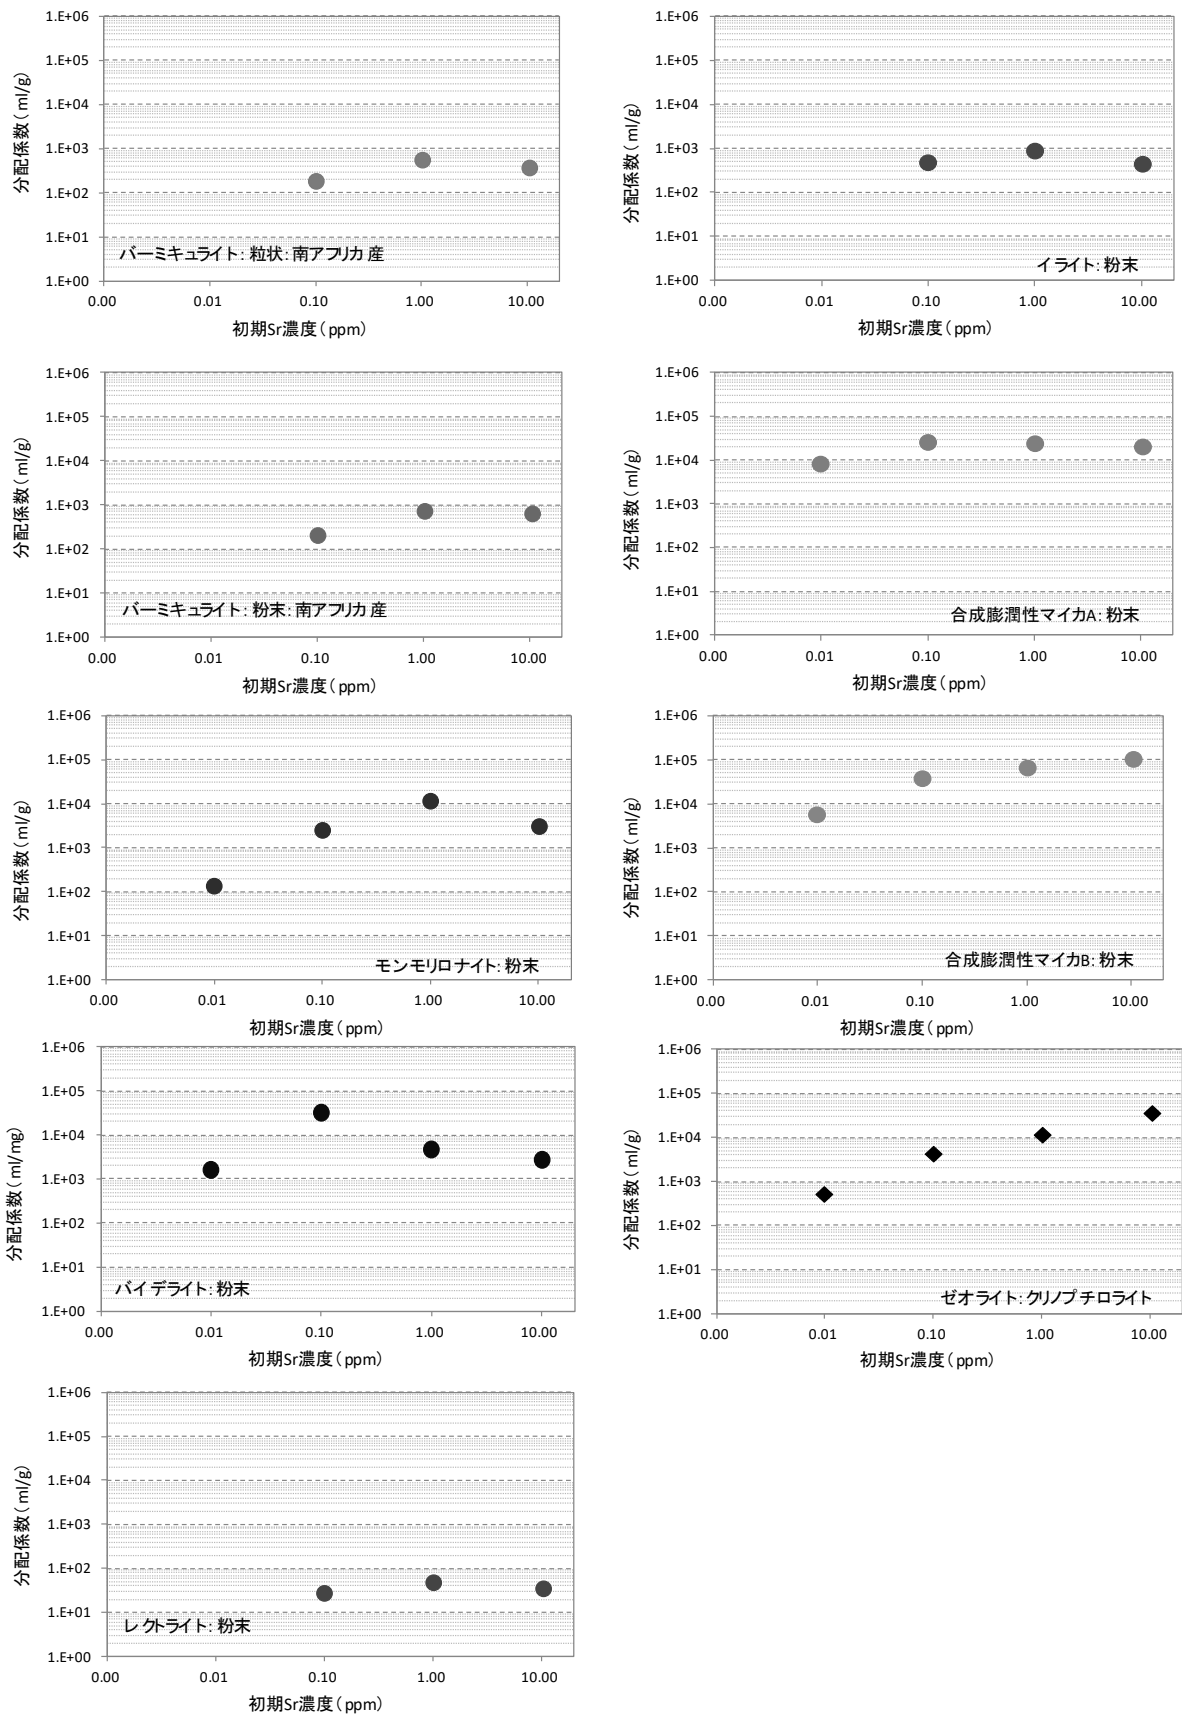 1.E+06
1.E+05
1.E+04
1.E+03
1.E+02
1.E+01
1.E+00
分配係数(ml/g)
バーミキュライト:粒状:南アフリカ産
0.00 0.01 0.10 1.00 10.00
初期Sr濃度(ppm)
1.E+06
1.E+05
1.E+04
1.E+03
1.E+02
1.E+01
1.E+00
分配係数(ml/g)
イライト:粉末
0.00 0.01 0.10 1.00 10.00
初期Sr濃度(ppm)
1.E+06
1.E+05
1.E+04
1.E+03
1.E+02
1.E+01
1.E+00
分配係数(ml/g)
バーミキュライト:粉末:南アフリカ産
0.00 0.01 0.10 1.00 10.00
初期Sr濃度(ppm)
1.E+06
1.E+05
1.E+04
1.E+03
1.E+02
1.E+01
1.E+00
分配係数(ml/g)
合成膨潤性マイカA:粉末
0.00 0.01 0.10 1.00 10.00
初期Sr濃度(ppm)
1.E+06
1.E+05
1.E+04
1.E+03
1.E+02
1.E+01
1.E+00
分配係数(ml/g)
モンモリロナイト:粉末
0.00 0.01 0.10 1.00 10.00
初期Sr濃度(ppm)
1.E+06
1.E+05
1.E+04
1.E+03
1.E+02
1.E+01
1.E+00
分配係数(ml/g)
合成膨潤性マイカB:粉末
0.00 0.01 0.10 1.00 10.00
初期Sr濃度(ppm)
1.E+06
1.E+05
1.E+04
1.E+03
1.E+02
1.E+01
1.E+00
分配係数(ml/mg)
バイデライト:粉末
0.00 0.01 0.10 1.00 10.00
初期Sr濃度(ppm)
1.E+06
1.E+05
1.E+04
1.E+03
1.E+02
1.E+01
1.E+00
分配係数(ml/g)
ゼオライト:クリノプチロライト
0.00 0.01 0.10 1.00 10.00
初期Sr濃度(ppm)
1.E+06
1.E+05
1.E+04
1.E+03
1.E+02
1.E+01
1.E+00
分配係数(ml/g)
レクトライト:粉末
0.00 0.01 0.10 1.00 10.00
初期Sr濃度(ppm)